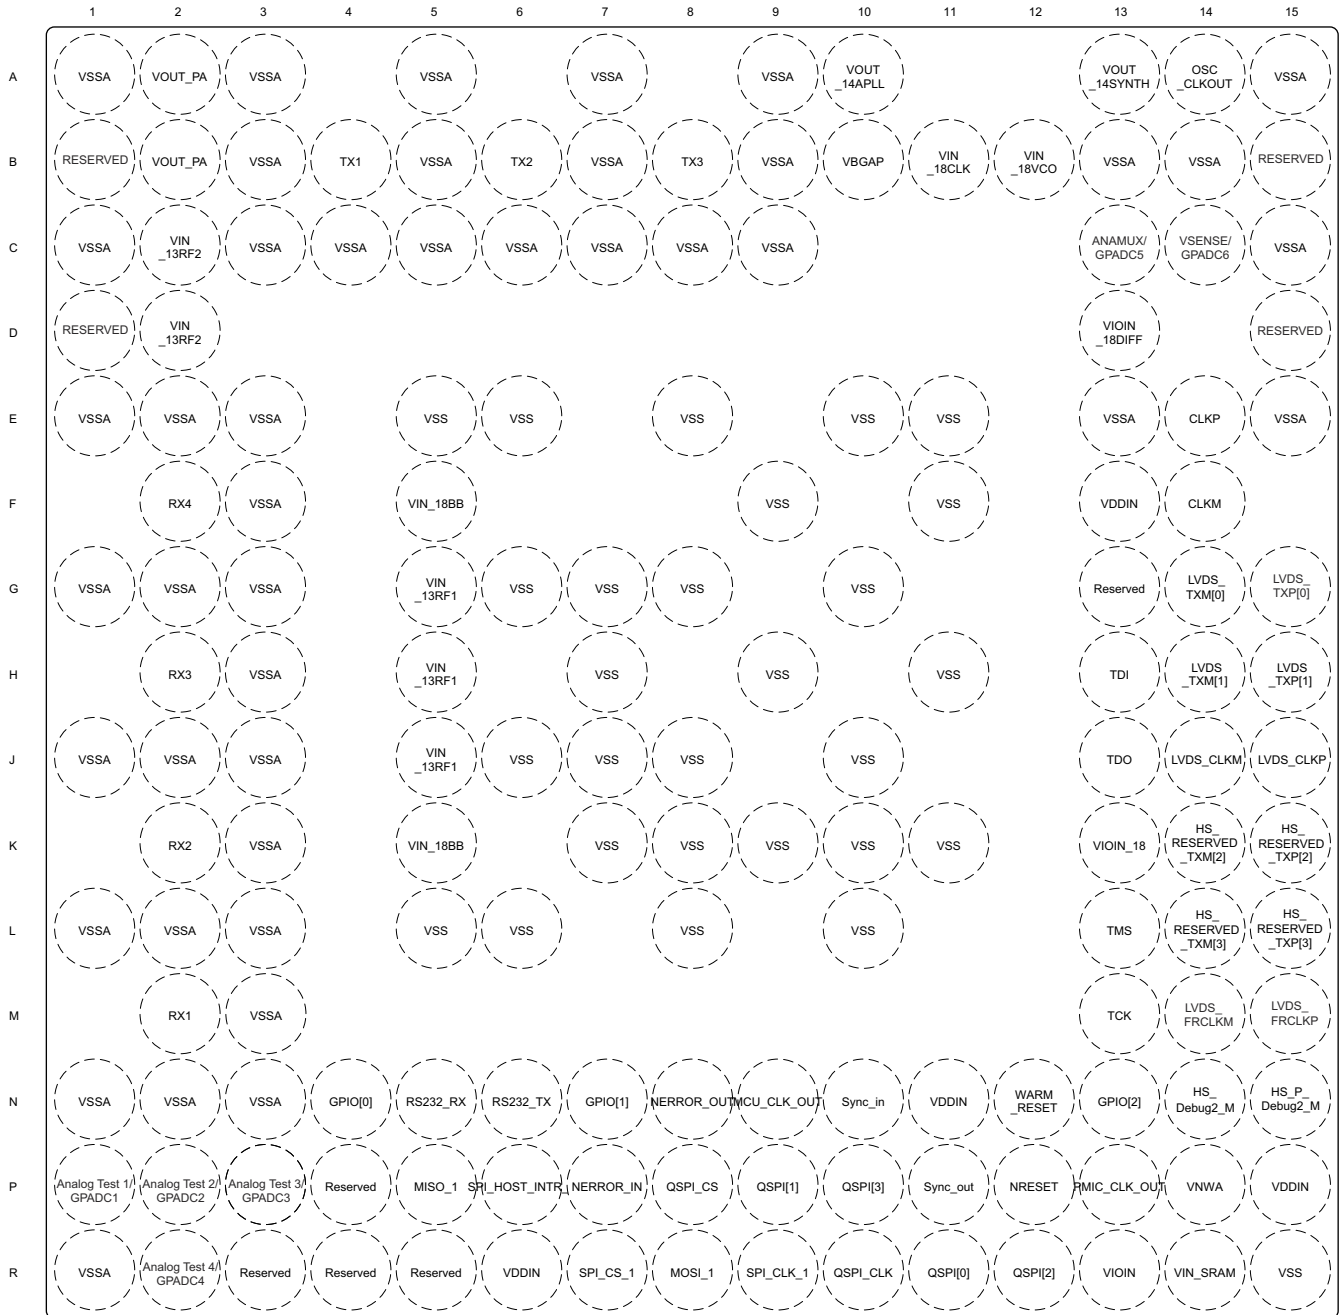 1 2 3 4 5 6 7 8 9 10 11 12 13 14 15
A VSSA VOUT_PA VSSA VSSA VSSA VSSA VOUT _14APLL VOUT _14SYNTH OSC _CLKOUT VSSA
B RESERVED VOUT_PA VSSA TX1 VSSA TX2 VSSA TX3 VSSA VBGAP VIN _18CLK VIN _18VCO VSSA VSSA RESERVED
C VSSA VIN _13RF2 VSSA VSSA VSSA VSSA VSSA VSSA VSSA ANAMUX/ GPADC5 VSENSE/ GPADC6 VSSA
D RESERVED VIN _13RF2 VIOIN _18DIFF RESERVED
E VSSA VSSA VSSA VSS VSS VSS VSS VSS VSSA CLKP VSSA
F RX4 VSSA VIN_18BB VSS VSS VDDIN CLKM
G VSSA VSSA VSSA VIN _13RF1 VSS VSS VSS VSS Reserved LVDS_ TXM[0] LVDS_ TXP[0]
H RX3 VSSA VIN _13RF1 VSS VSS VSS TDI LVDS _TXM[1] LVDS _TXP[1]
J VSSA VSSA VSSA VIN _13RF1 VSS VSS VSS VSS TDO LVDS_CLKM LVDS_CLKP
K RX2 VSSA VIN_18BB VSS VSS VSS VSS VSS VIOIN_18 HS_ RESERVED _TXM[2] HS_ RESERVED _TXP[2]
L VSSA VSSA VSSA VSS VSS VSS VSS TMS HS_ RESERVED _TXM[3] HS_ RESERVED _TXP[3]
M RX1 VSSA TCK LVDS_ FRCLKM LVDS_ FRCLKP
N VSSA VSSA VSSA GPIO[0] RS232_RX RS232_TX GPIO[1] NERROR_OUT MCU_CLK_OUT Sync_in VDDIN WARM _RESET GPIO[2] HS_ Debug2_M HS_P_ Debug2_M
P Analog Test 1/ GPADC1 Analog Test 2/ GPADC2 Analog Test 3/ GPADC3 Reserved MISO_1 SPI_HOST_INTR_ NERROR_IN QSPI_CS QSPI[1] QSPI[3] Sync_out NRESET PMIC_CLK_OUT VNWA VDDIN
R VSSA Analog Test 4/ GPADC4 Reserved Reserved Reserved VDDIN SPI_CS_1 MOSI_1 SPI_CLK_1 QSPI_CLK QSPI[0] QSPI[2] VIOIN VIN_SRAM VSS